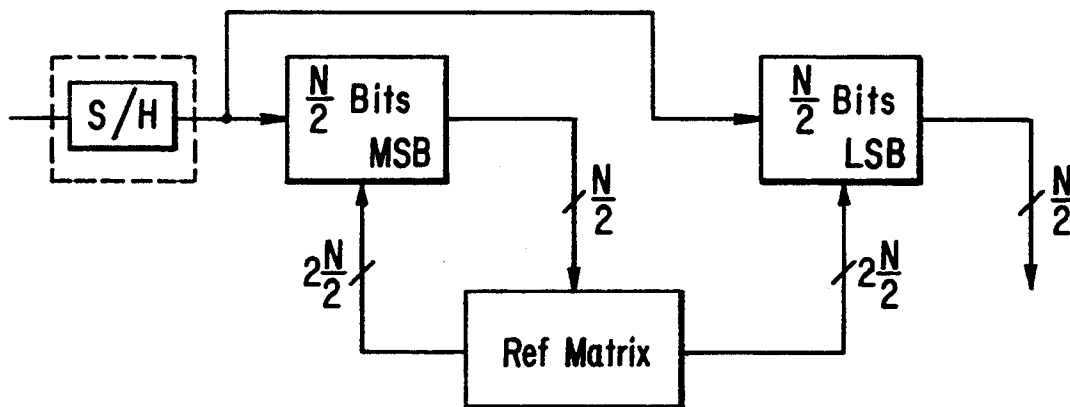 S/H
N/2 Bits
MSB
N/2 Bits
LSB
N/2
N/2
2N/2
2N/2
Ref Matrix